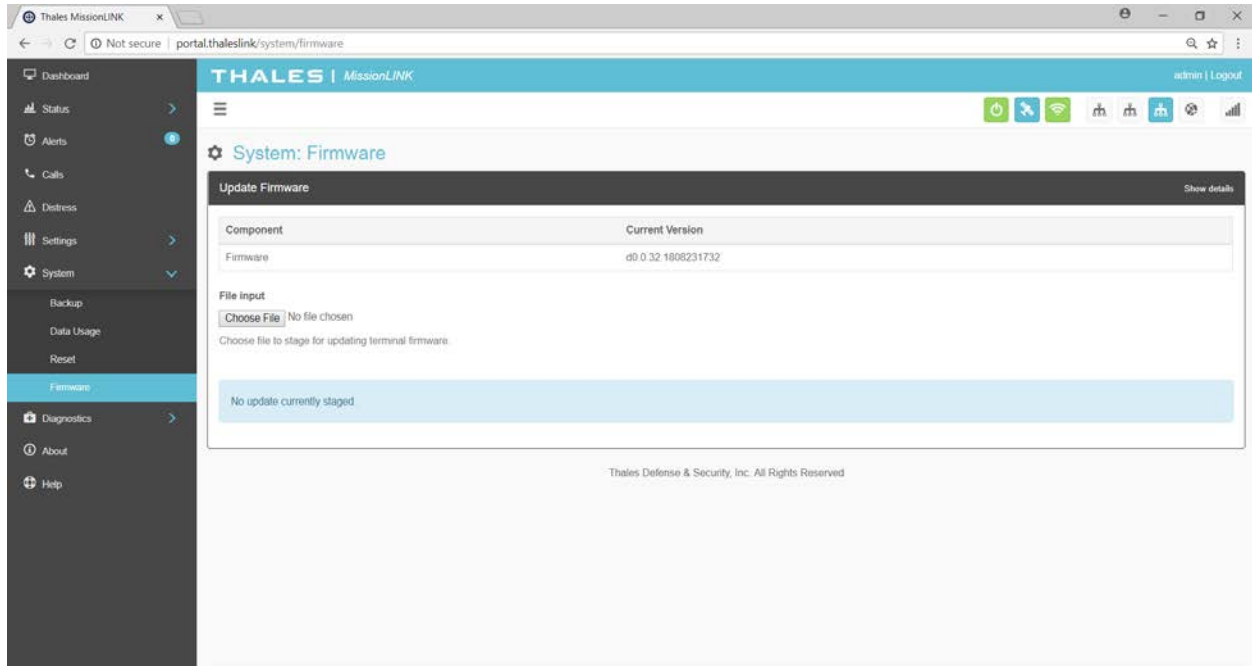 Thales MissionLINK
Not secure portal.thaleslink/system/firmware
Dashboard
THALES | MissionLINK
admin | Logout
Status
Alerts 0
System: Firmware
Calls
Update Firmware
Show details
Distress
Component Current Version
Settings
Firmware d0.0.32.1808231732
System
File input
Backup
Choose File No file chosen
Data Usage
Choose file to stage for updating terminal firmware.
Reset
Firmware
No update currently staged.
Diagnostics
About
Thales Defense & Security, Inc. All Rights Reserved
Help